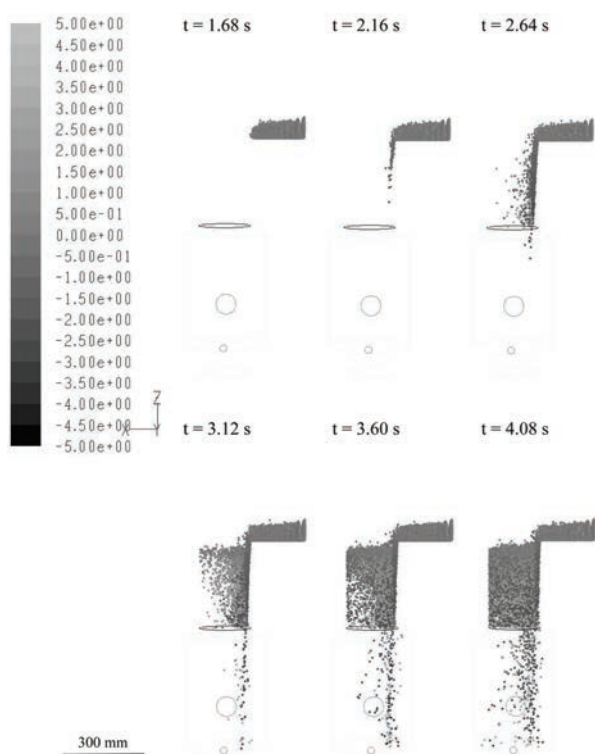 5.00e+00
4.50e+00
4.00e+00
3.50e+00
3.00e+00
2.50e+00
2.00e+00
1.50e+00
1.00e+00
5.00e-01
0.00e+00
-5.00e-01
-1.00e+00
-1.50e+00
-2.00e+00
-2.50e+00
-3.00e+00
-3.50e+00
-4.00e+00
-4.50e+00
-5.00e+00
Z
X Y
t = 1.68 s
t = 2.16 s
t = 2.64 s
t = 3.12 s
t = 3.60 s
t = 4.08 s
300 mm